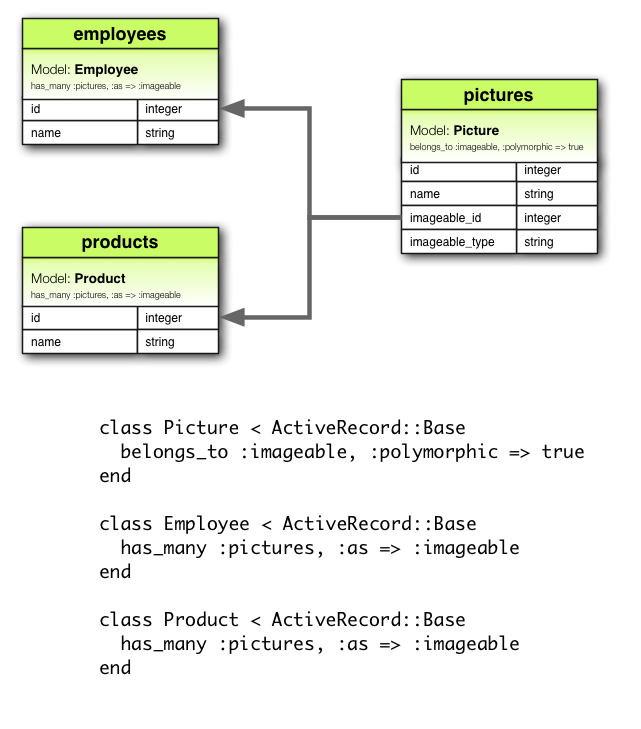 employees
Model: Employee
has_many :pictures, :as => :imageable
id integer
name string
pictures
Model: Picture
belongs_to :imageable, :polymorphic => true
id integer
name string
imageable_id integer
imageable_type string
products
Model: Product
has_many :pictures, :as => :imageable
id integer
name string
class Picture < ActiveRecord::Base
  belongs_to :imageable, :polymorphic => true
end
class Employee < ActiveRecord::Base
  has_many :pictures, :as => :imageable
end
class Product < ActiveRecord::Base
  has_many :pictures, :as => :imageable
end